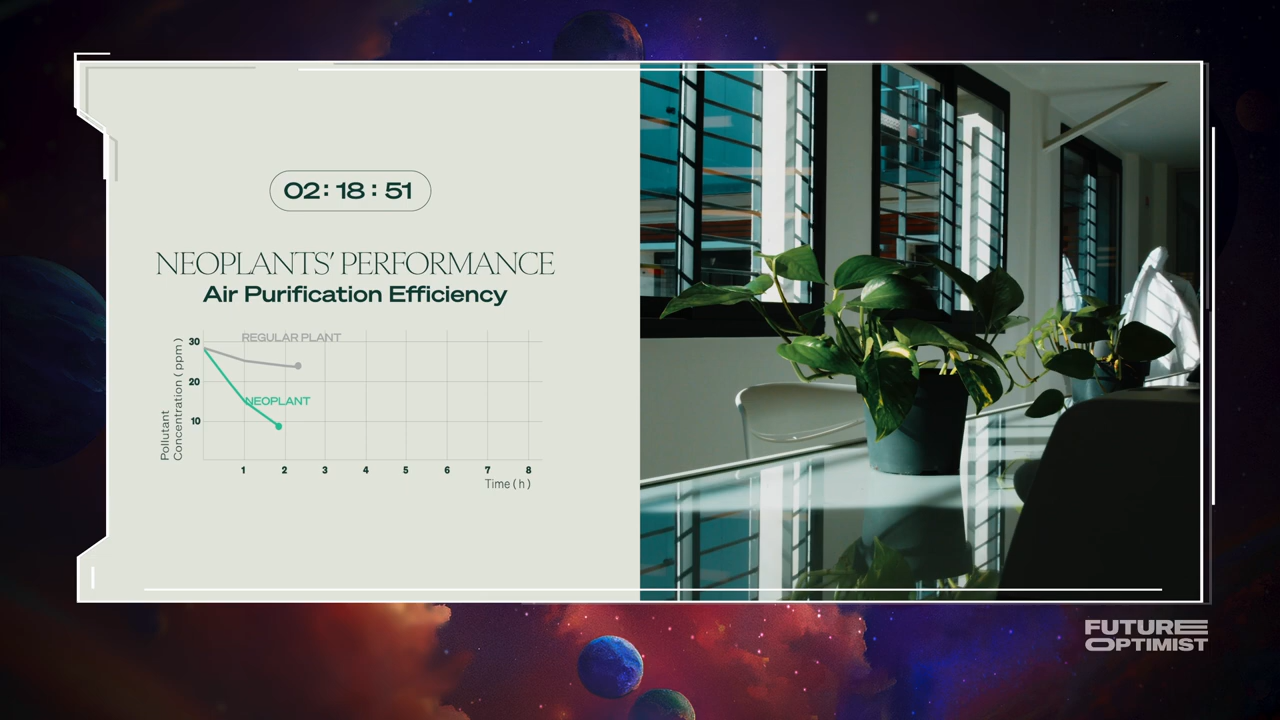 02:18:51
NEOPLANTS’ PERFORMANCE
Air Purification Efficiency
Pollutant
Concentration (ppm)
30
20
10
REGULAR PLANT
NEOPLANT
1 2 3 4 5 6 7 8
Time (h)
FUTURE
OPTIMIST